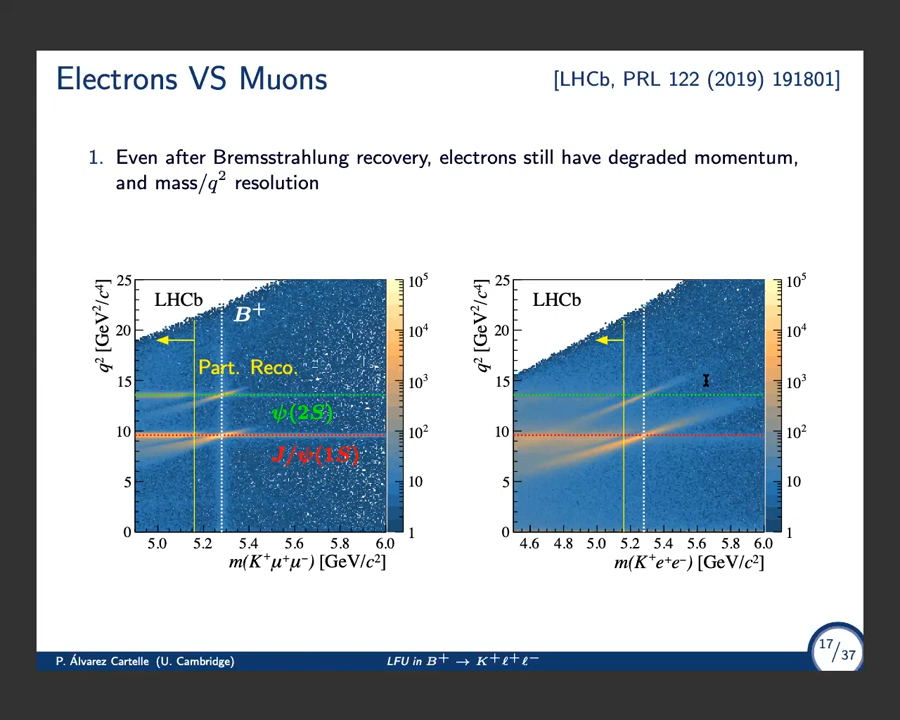 Electrons VS Muons
[LHCb, PRL 122 (2019) 191801]
1. Even after Bremsstrahlung recovery, electrons still have degraded momentum,
and mass/q² resolution
q² [GeV²/c⁴]
25
20
15
10
5
0
LHCb
B⁺
Part. Reco.
ψ(2S)
J/ψ(1S)
5.0 5.2 5.4 5.6 5.8 6.0
m(K⁺μ⁺μ⁻) [GeV/c²]
10⁵
10⁴
10³
10²
10
1
q² [GeV²/c⁴]
25
20
15
10
5
0
LHCb
4.6 4.8 5.0 5.2 5.4 5.6 5.8 6.0
m(K⁺e⁺e⁻) [GeV/c²]
10⁵
10⁴
10³
10²
10
1
P. Álvarez Cartelle (U. Cambridge)
LFU in B⁺ → K⁺ℓ⁺ℓ⁻
17/37